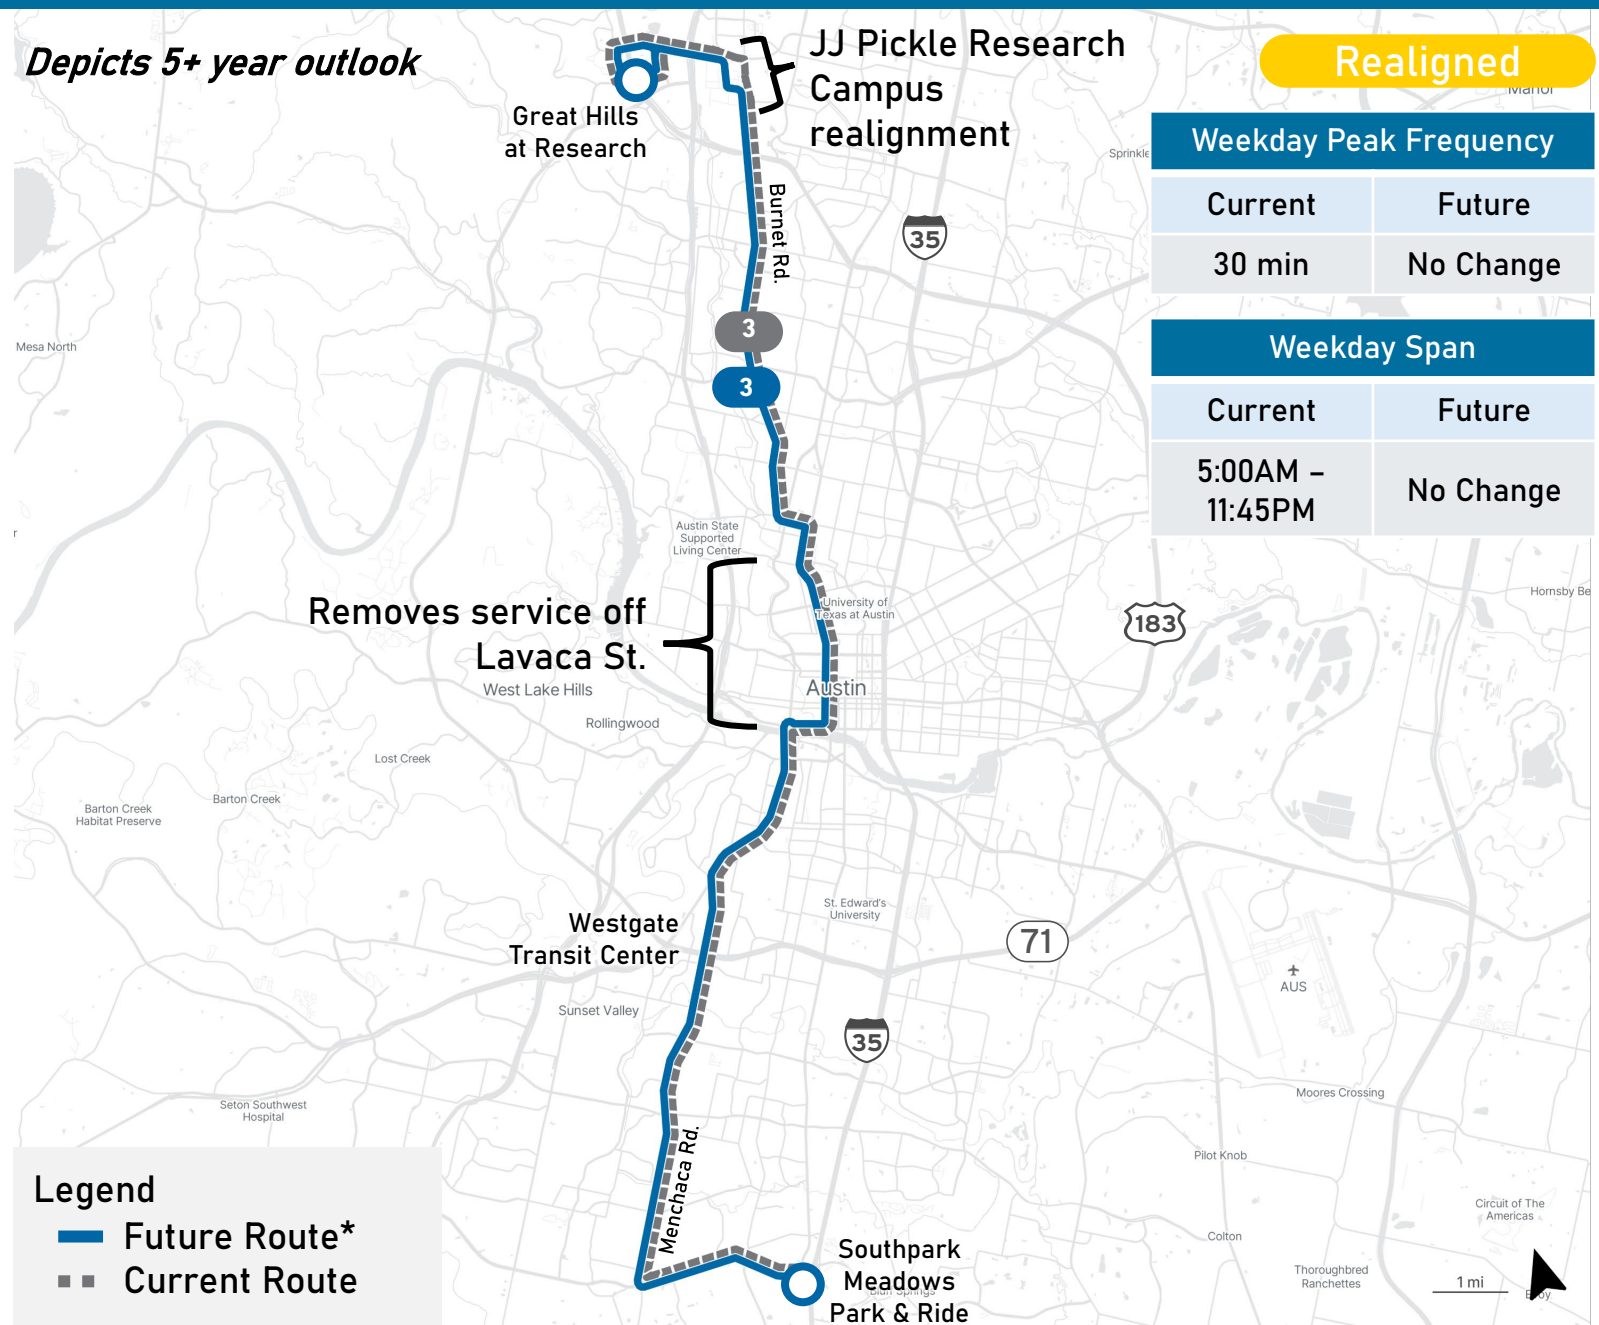 Depicts 5+ year outlook
JJ Pickle Research
Campus
realignment
Realigned
Manor
Great Hills
at Research
Weekday Peak Frequency
Sprinkle
Current
Future
30 min
No Change
Burnet Rd.
35
3
3
Mesa North
Weekday Span
Current
Future
5:00AM –
11:45PM
No Change
Austin State
Supported
Living Center
Removes service off
Lavaca St.
University of
Texas at Austin
183
Hornsby Be
West Lake Hills
Austin
Rollingwood
Lost Creek
Barton Creek
Barton Creek
Habitat Preserve
St. Edward's
University
Westgate
Transit Center
71
AUS
Sunset Valley
35
Moores Crossing
Seton Southwest
Hospital
Menchaca Rd.
Pilot Knob
Legend
Future Route*
Current Route
Circuit of The
Americas
Colton
Southpark
Meadows
Park & Ride
Thoroughbred
Ranchettes
1 mi